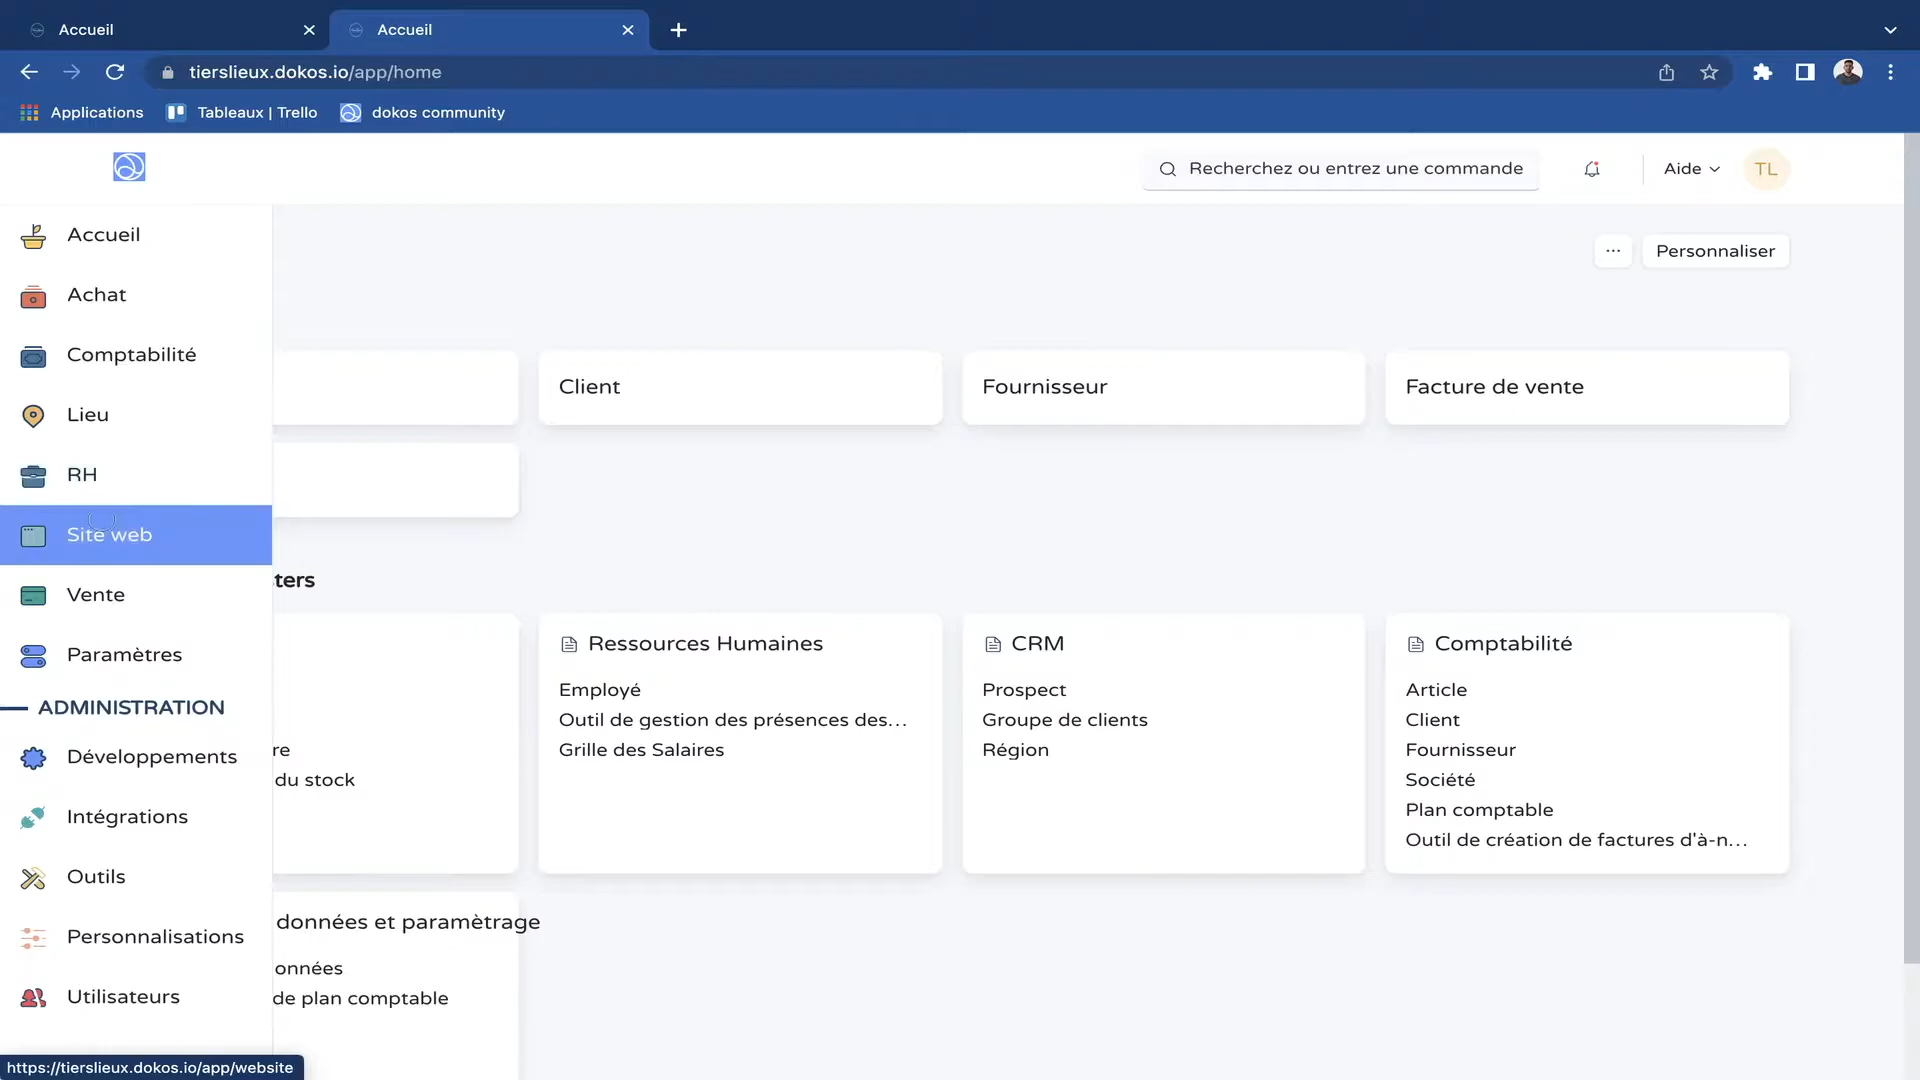 Accueil
Accueil
tierslieux.dokos.io/app/home
Applications
Tableaux | Trello
dokos community
Recherchez ou entrez une commande
Aide
TL
Accueil
Achat
Comptabilité
Lieu
RH
Site web
Vente
Paramètres
ADMINISTRATION
Développements
Intégrations
Outils
Personnalisations
Utilisateurs
...
Personnaliser
Client
Fournisseur
Facture de vente
ters
re
du stock
Ressources Humaines
Employé
Outil de gestion des présences des...
Grille des Salaires
CRM
Prospect
Groupe de clients
Région
Comptabilité
Article
Client
Fournisseur
Société
Plan comptable
Outil de création de factures d'à-n...
données et paramètrage
onnées
de plan comptable
https://tierslieux.dokos.io/app/website